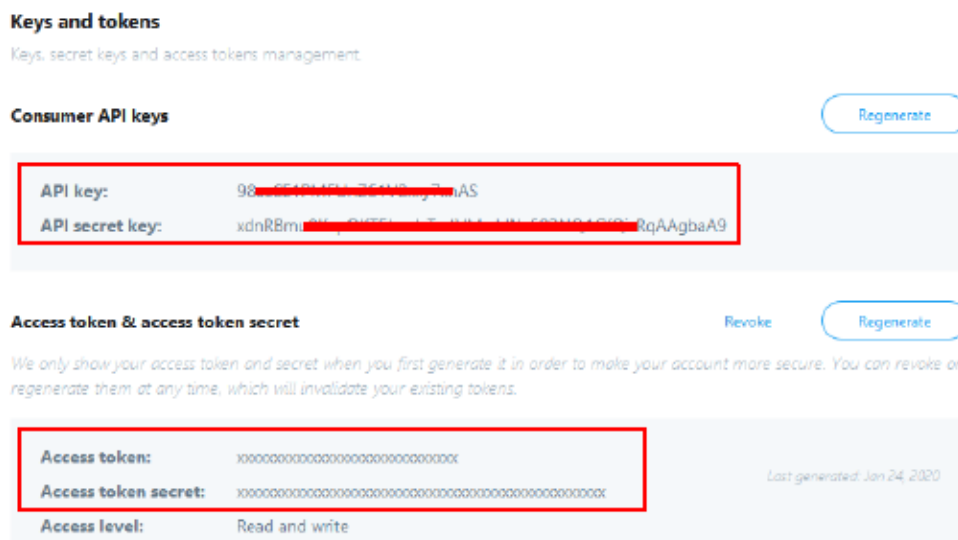 Keys and tokens
Keys, secret keys and access tokens management.
Consumer API keys
Regenerate
API key:
API secret key:
Access token & access token secret
Revoke
Regenerate
We only show your access token and secret when you first generate it in order to make your account more secure. You can revoke or
regenerate them at any time, which will invalidate your existing tokens.
Access token:
Access token secret:
Last generated: Jan 24, 2020
Access level: Read and write